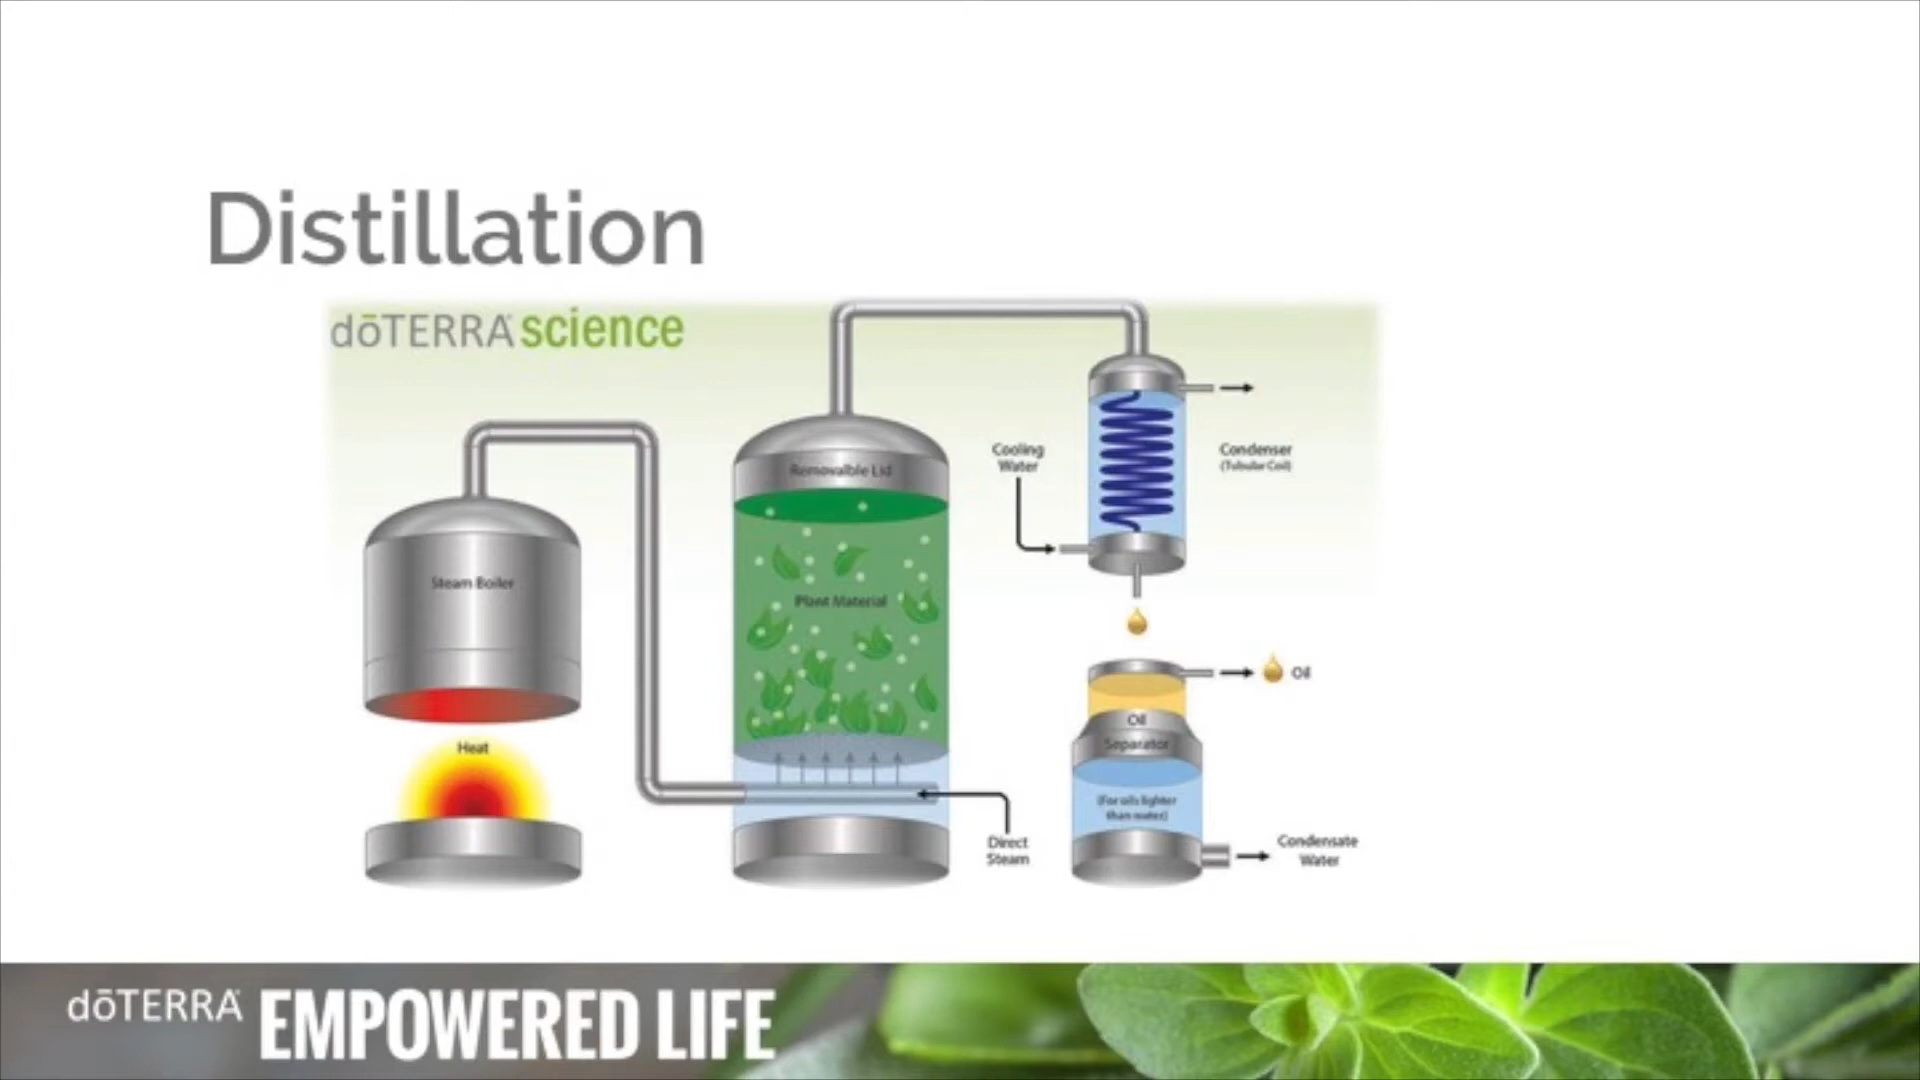 Distillation
dōTERRA science
Removalble Lid
Cooling
Water
Condenser
(Tubular Coil)
Steam Boiler
Plant Material
Oil
Oil
Separator
Heat
(For oils lighter
than water)
Direct
Steam
Condensate
Water
dōTERRA EMPOWERED LIFE